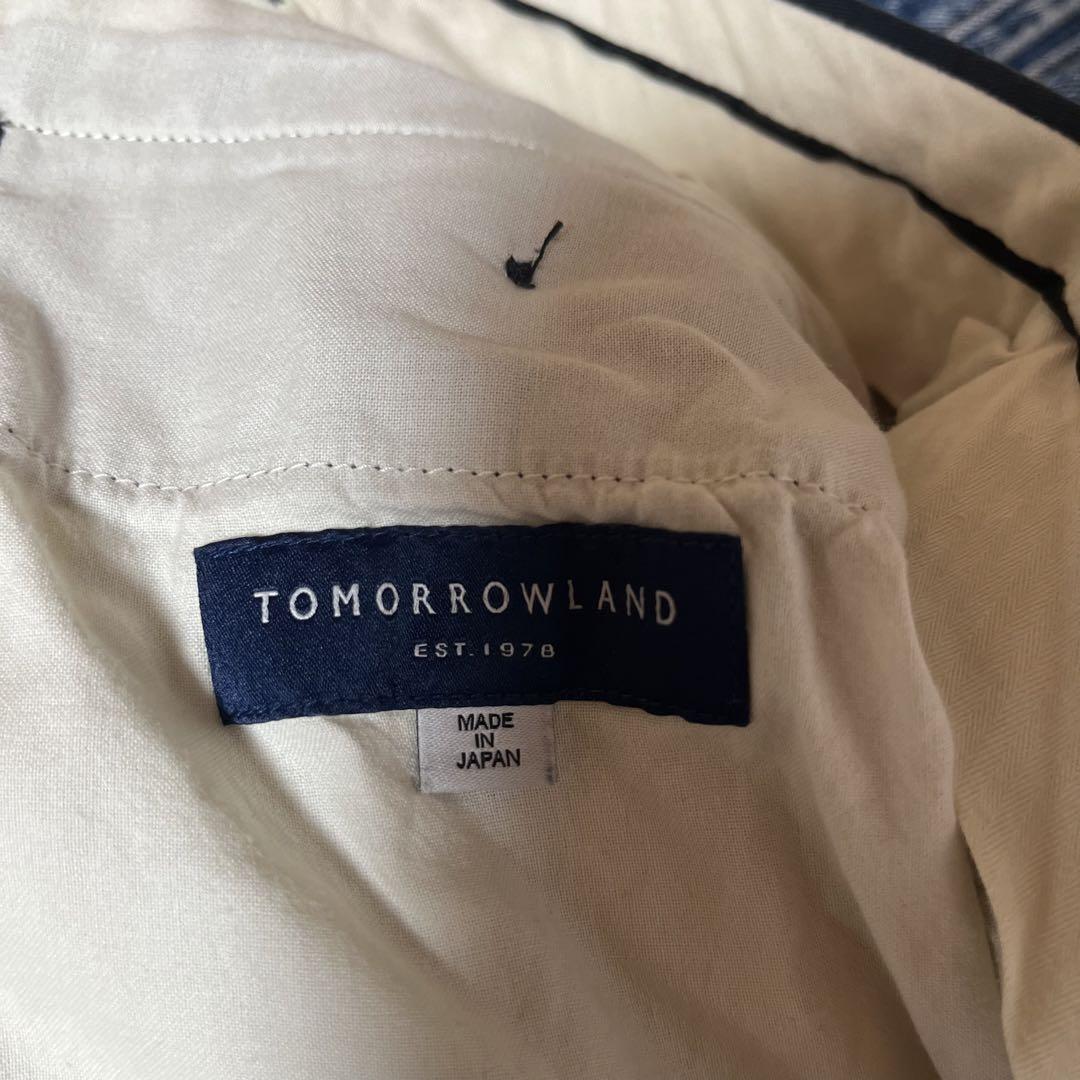 TOMORROWLAND
EST. 1978
MADE
IN
JAPAN